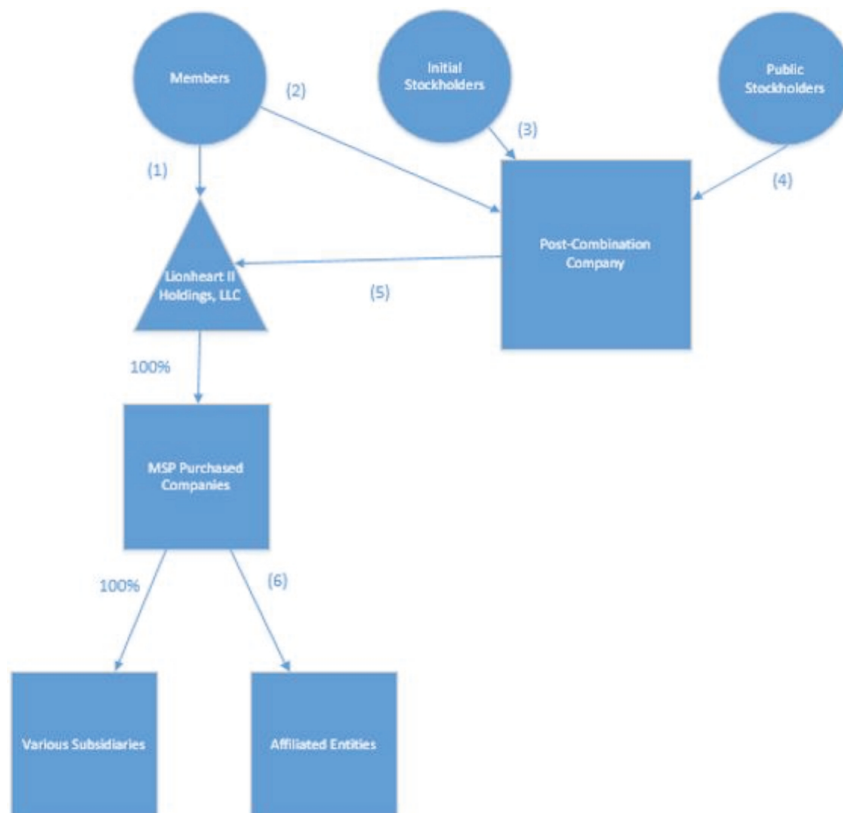 Members
(2)
Initial
Stockholders
Public
Stockholders
(1)
(3)
(4)
Post-Combination
Company
Lionheart II
Holdings, LLC
(5)
100%
MSP Purchased
Companies
100%
(6)
Various Subsidiaries
Affiliated Entities